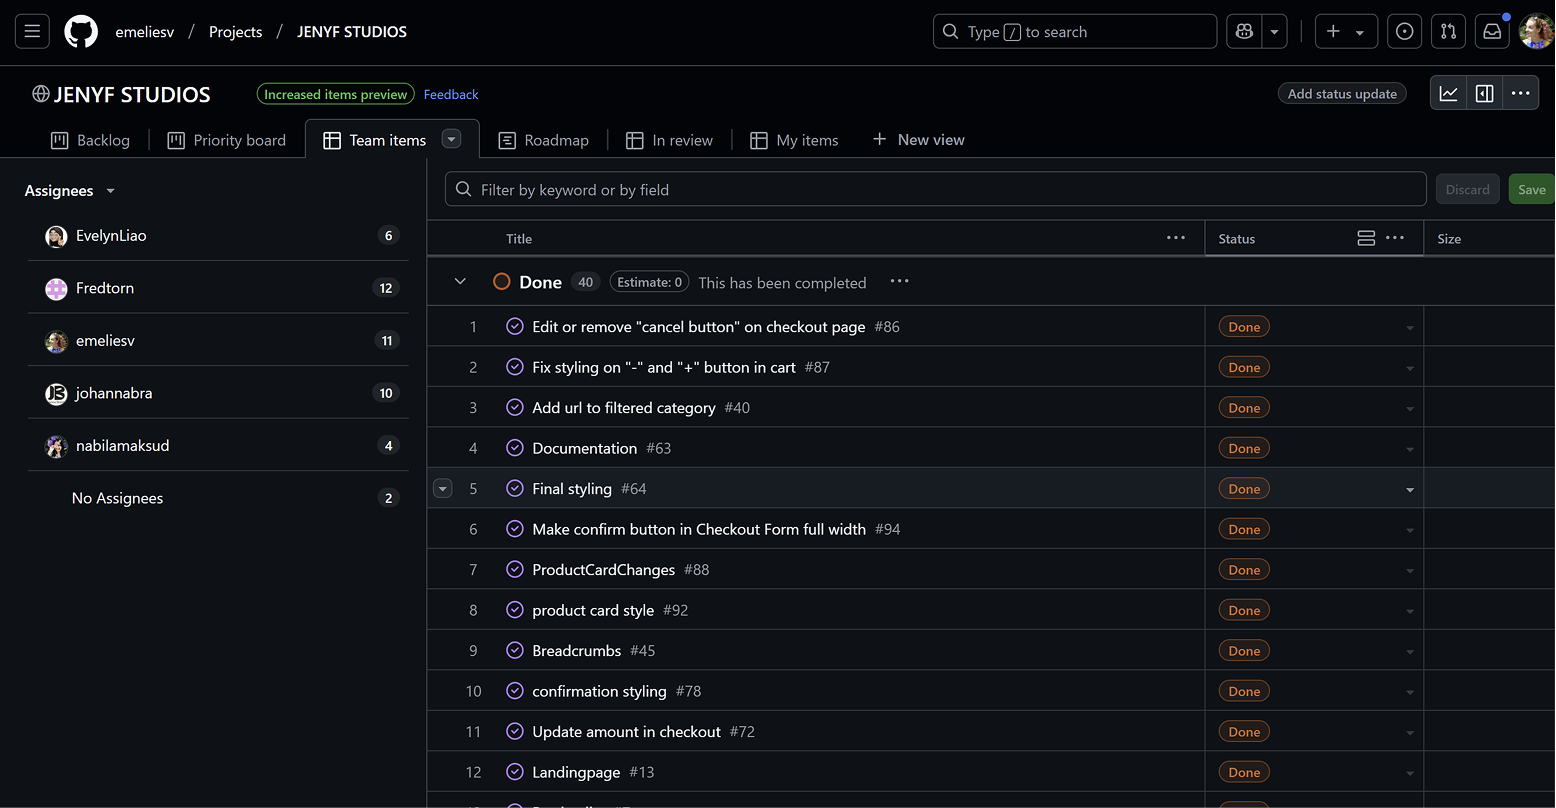 emeliesv / Projects / JENYF STUDIOS
Type / to search
JENYF STUDIOS
Increased items preview
Feedback
Add status update
Backlog
Priority board
Team items
Roadmap
In review
My items
New view
Assignees
EvelynLiao 6
Fredtorn 12
emeliesv 11
johannabra 10
nabilamaksud 4
No Assignees 2
Filter by keyword or by field
Discard
Save
Title Status Size
Done 40 Estimate: 0 This has been completed
1 Edit or remove "cancel button" on checkout page #86 Done
2 Fix styling on "-" and "+" button in cart #87 Done
3 Add url to filtered category #40 Done
4 Documentation #63 Done
5 Final styling #64 Done
6 Make confirm button in Checkout Form full width #94 Done
7 ProductCardChanges #88 Done
8 product card style #92 Done
9 Breadcrumbs #45 Done
10 confirmation styling #78 Done
11 Update amount in checkout #72 Done
12 Landingpage #13 Done